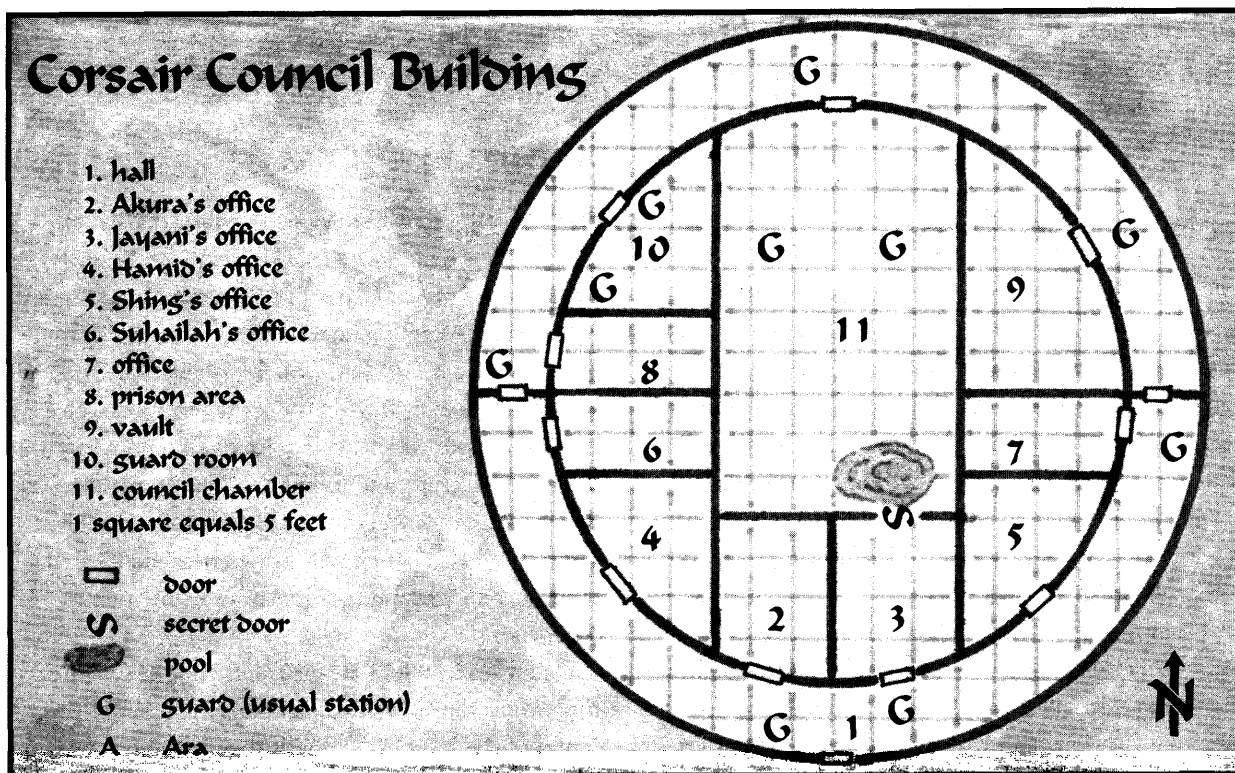 Corsair Council Building
1. hall
2. Akura's office
3. Jayani's office
4. Hamid's office
5. Shing's office
6. Suhailah's office
7. office
8. prison area
9. vault
10. guard room
11. council chamber
1 square equals 5 feet
door
S secret door
pool
G guard (usual station)
A Ara
G
G
10
G G
G
9
G
11
G
8
6
7
G
S
4
5
2
3
G 1 G
N